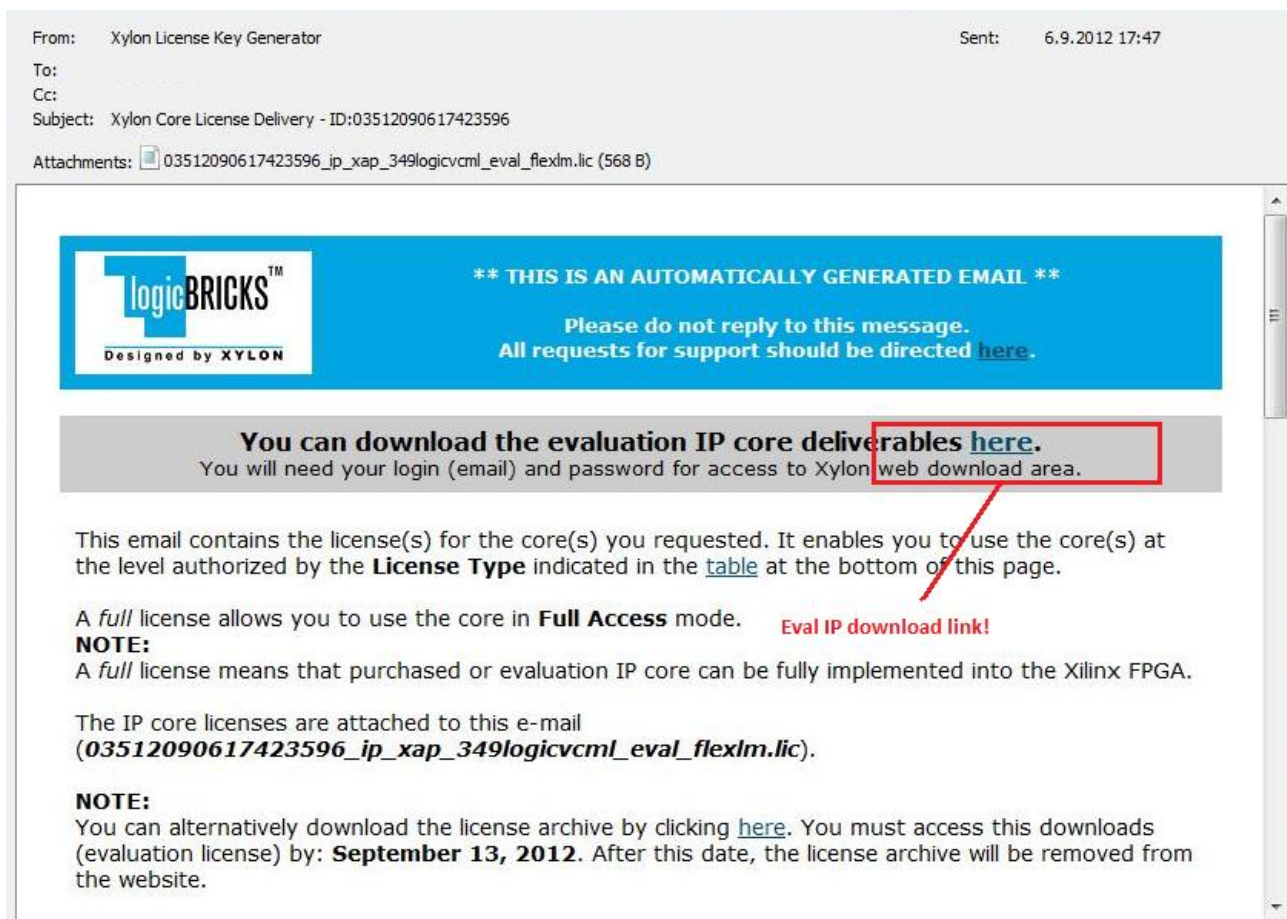 From: Xylon License Key Generator Sent: 6.9.2012 17:47
To:
Cc:
Subject: Xylon Core License Delivery - ID:03512090617423596
Attachments: 03512090617423596_ip_xap_349logicvcml_eval_flexlm.lic (568 B)
logicBRICKS™
Designed by XYLON
** THIS IS AN AUTOMATICALLY GENERATED EMAIL **
Please do not reply to this message.
All requests for support should be directed here.
You can download the evaluation IP core deliverables here.
You will need your login (email) and password for access to Xylon web download area.
This email contains the license(s) for the core(s) you requested. It enables you to use the core(s) at
the level authorized by the License Type indicated in the table at the bottom of this page.
A full license allows you to use the core in Full Access mode.
Eval IP download link!
NOTE:
A full license means that purchased or evaluation IP core can be fully implemented into the Xilinx FPGA.
The IP core licenses are attached to this e-mail
(03512090617423596_ip_xap_349logicvcml_eval_flexlm.lic).
NOTE:
You can alternatively download the license archive by clicking here. You must access this downloads
(evaluation license) by: September 13, 2012. After this date, the license archive will be removed from
the website.